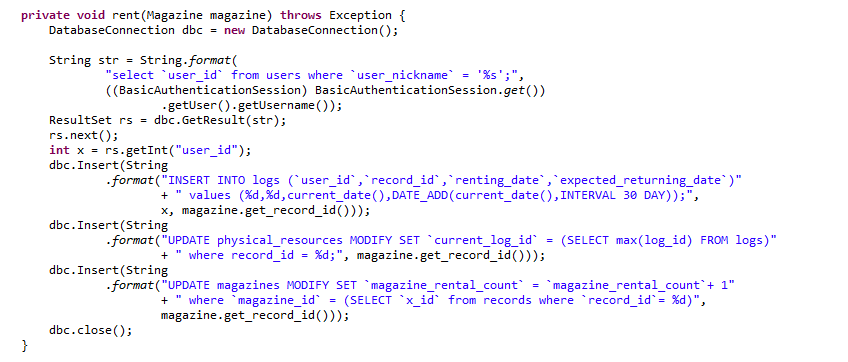 private void rent(Magazine magazine) throws Exception {
    DatabaseConnection dbc = new DatabaseConnection();

    String str = String.format(
            "select `user_id` from users where `user_nickname` = '%s';",
            ((BasicAuthenticationSession) BasicAuthenticationSession.get())
                    .getUser().getUsername());
    ResultSet rs = dbc.GetResult(str);
    rs.next();
    int x = rs.getInt("user_id");
    dbc.Insert(String
            .format("INSERT INTO logs (`user_id`,`record_id`,`renting_date`,`expected_returning_date`)"
                    + " values (%d,%d,current_date(),DATE_ADD(current_date(),INTERVAL 30 DAY));",
                    x, magazine.get_record_id()));
    dbc.Insert(String
            .format("UPDATE physical_resources MODIFY SET `current_log_id` = (SELECT max(log_id) FROM logs)"
                    + " where record_id = %d;", magazine.get_record_id()));
    dbc.Insert(String
            .format("UPDATE magazines MODIFY SET `magazine_rental_count` = `magazine_rental_count`+ 1"
                    + " where `magazine_id` = (SELECT `x_id` from records where `record_id`= %d)",
                    magazine.get_record_id()));
    dbc.close();
}